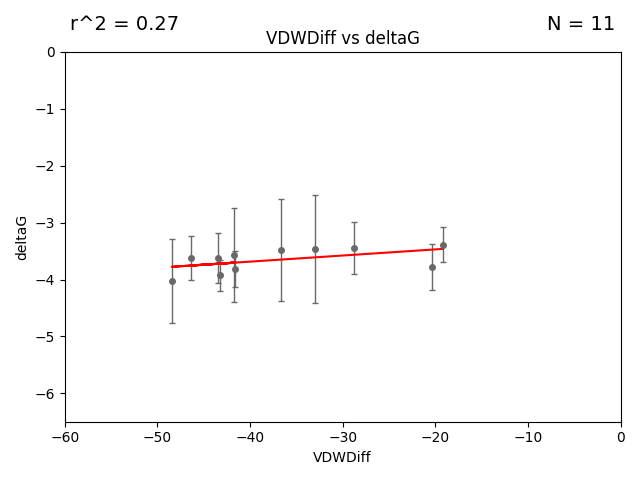 r^2 = 0.27
N = 11
VDWDiff vs deltaG
0
−1
−2
−3
−4
−5
−6
deltaG
−60 −50 −40 −30 −20 −10 0
VDWDiff